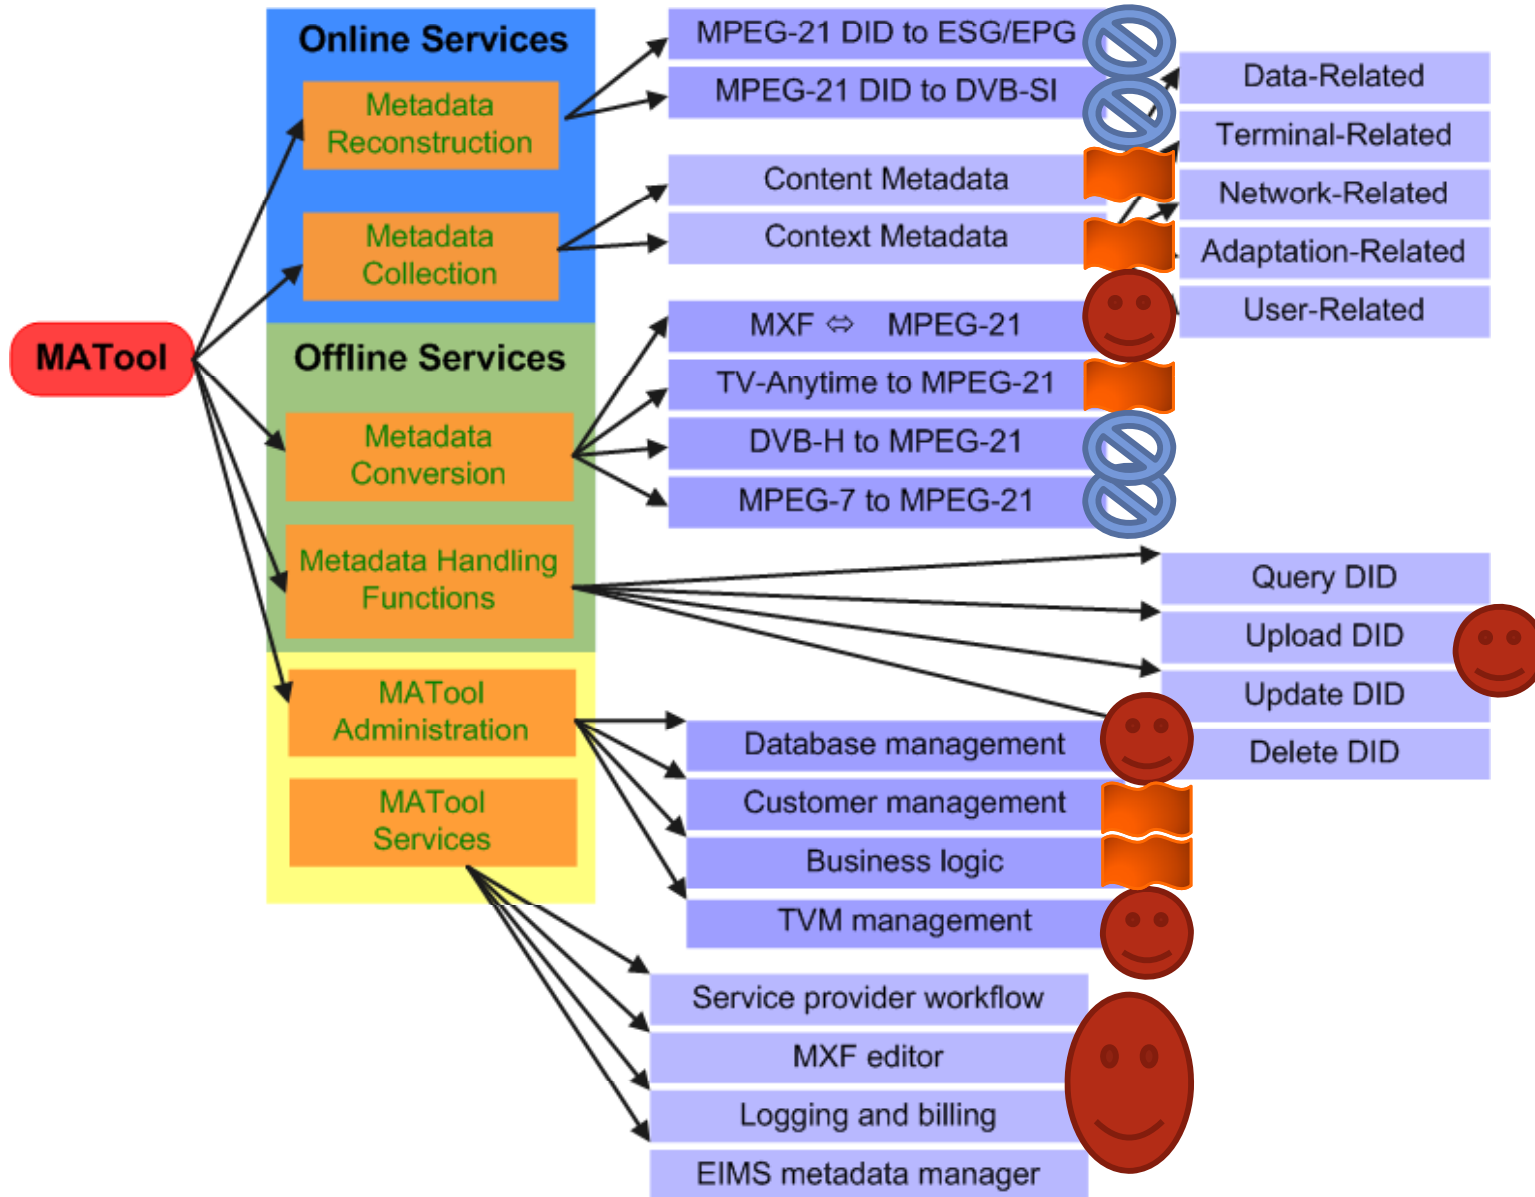 MATool
Online Services
Metadata
Reconstruction
Metadata
Collection
Offline Services
Metadata
Conversion
Metadata Handling
Functions
MATool
Administration
MATool
Services
MPEG-21 DID to ESG/EPG
MPEG-21 DID to DVB-SI
Content Metadata
Context Metadata
Data-Related
Terminal-Related
Network-Related
Adaptation-Related
User-Related
MXF ⇔ MPEG-21
TV-Anytime to MPEG-21
DVB-H to MPEG-21
MPEG-7 to MPEG-21
Query DID
Upload DID
Update DID
Delete DID
Database management
Customer management
Business logic
TVM management
Service provider workflow
MXF editor
Logging and billing
EIMS metadata manager